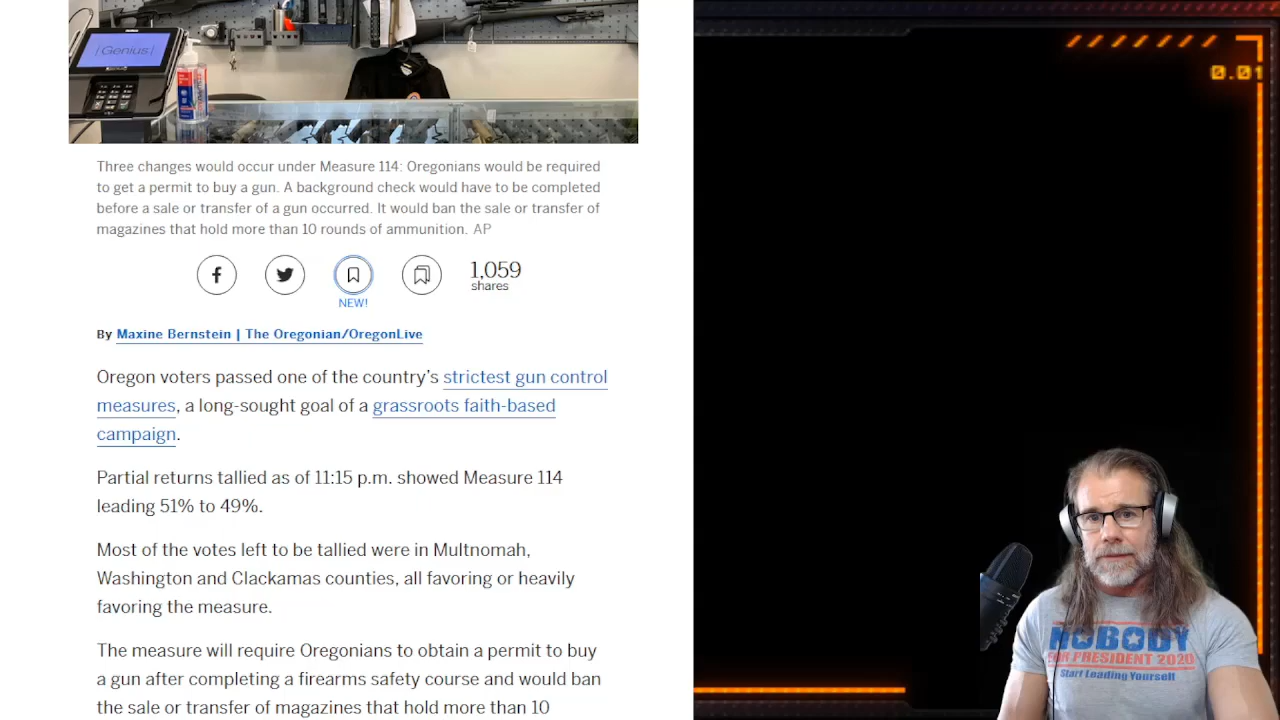 |Genius|
Three changes would occur under Measure 114: Oregonians would be required
to get a permit to buy a gun. A background check would have to be completed
before a sale or transfer of a gun occurred. It would ban the sale or transfer of
magazines that hold more than 10 rounds of ammunition. AP
1,059
shares
NEW!
By Maxine Bernstein | The Oregonian/OregonLive
Oregon voters passed one of the country’s strictest gun control
measures, a long-sought goal of a grassroots faith-based
campaign.
Partial returns tallied as of 11:15 p.m. showed Measure 114
leading 51% to 49%.
Most of the votes left to be tallied were in Multnomah,
Washington and Clackamas counties, all favoring or heavily
favoring the measure.
The measure will require Oregonians to obtain a permit to buy
a gun after completing a firearms safety course and would ban
the sale or transfer of magazines that hold more than 10
0.01
NOBODY
FOR PRESIDENT 2020
Start Leading Yourself